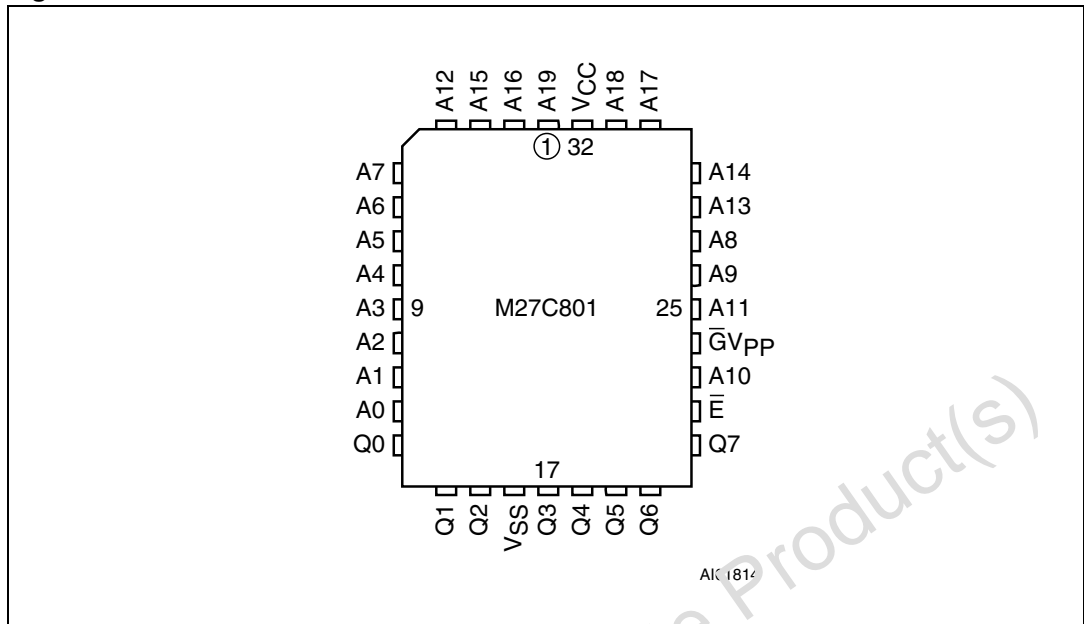 A12 A15 A16 A19 VCC A18 A17
1 32
A7 A14
A6 A13
A5 A8
A4 A9
A3 9 M27C801 25 A11
A2 G̅VPP
A1 A10
A0 E̅
Q0 Q7
17
Q1 Q2 VSS Q3 Q4 Q5 Q6
Product(s)